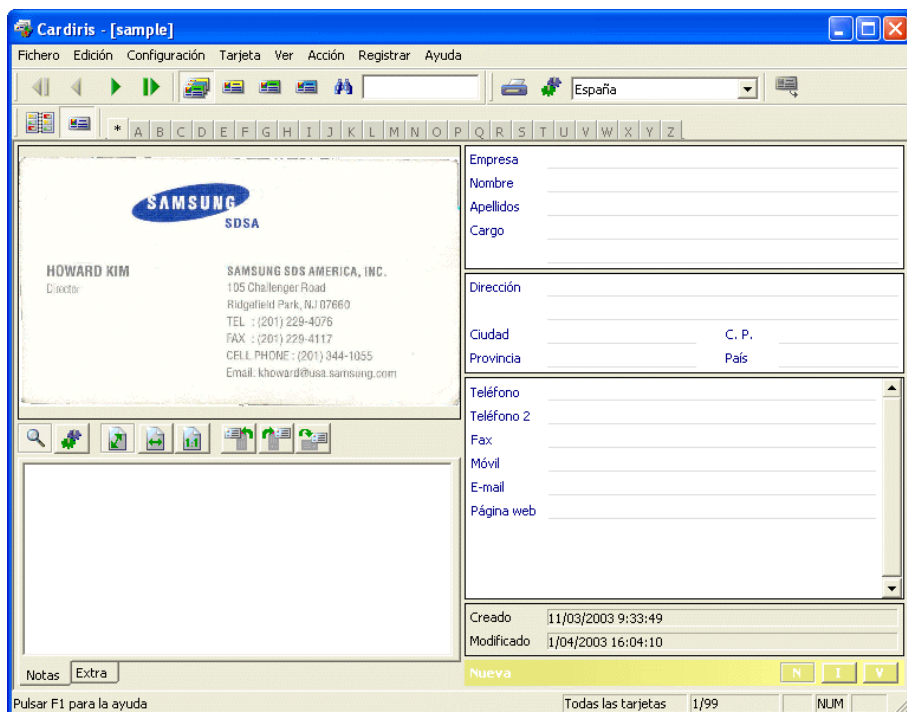 Cardiris - [sample]
Fichero Edición Configuración Tarjeta Ver Acción Registrar Ayuda
España
* A B C D E F G H I J K L M N O P Q R S T U V W X Y Z
SAMSUNG
SDSA
HOWARD KIM
Director
SAMSUNG SDS AMERICA, INC.
105 Challenger Road
Ridgefield Park, NJ 07660
TEL : (201) 229-4076
FAX : (201) 229-4117
CELL PHONE : (201) 344-1055
Email: khoward@usa.samsung.com
1:1
Notas Extra
Empresa
Nombre
Apellidos
Cargo
Dirección
Ciudad C. P.
Provincia País
Teléfono
Teléfono 2
Fax
Móvil
E-mail
Página web
Creado 11/03/2003 9:33:49
Modificado 1/04/2003 16:04:10
Nueva N I V
Pulsar F1 para la ayuda Todas las tarjetas 1/99 NUM